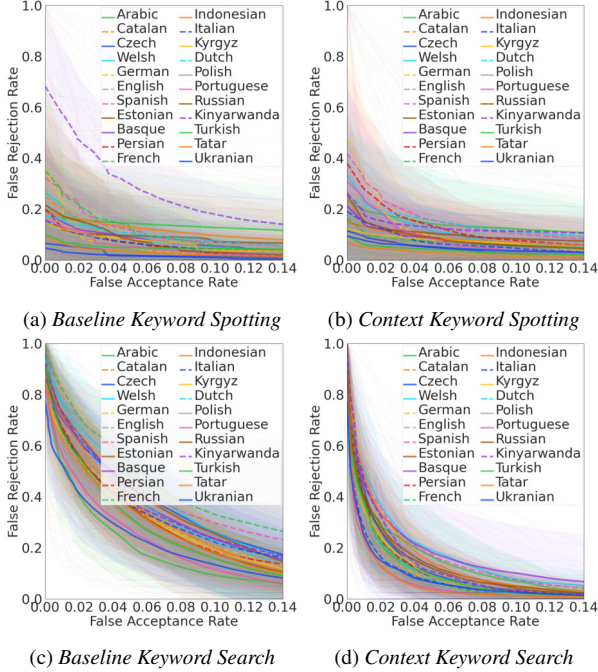 1.0
0.8
0.6
0.4
0.2
0.0
False Rejection Rate
Arabic Indonesian
Catalan Italian
Czech Kyrgyz
Welsh Dutch
German Polish
English Portuguese
Spanish Russian
Estonian Kinyarwanda
Basque Turkish
Persian Tatar
French Ukranian
0.00 0.02 0.04 0.06 0.08 0.10 0.12 0.14
False Acceptance Rate
(a) Baseline Keyword Spotting
1.0
0.8
0.6
0.4
0.2
0.0
False Rejection Rate
Arabic Indonesian
Catalan Italian
Czech Kyrgyz
Welsh Dutch
German Polish
English Portuguese
Spanish Russian
Estonian Kinyarwanda
Basque Turkish
Persian Tatar
French Ukranian
0.00 0.02 0.04 0.06 0.08 0.10 0.12 0.14
False Acceptance Rate
(b) Context Keyword Spotting
1.0
0.8
0.6
0.4
0.2
0.0
False Rejection Rate
Arabic Indonesian
Catalan Italian
Czech Kyrgyz
Welsh Dutch
German Polish
English Portuguese
Spanish Russian
Estonian Kinyarwanda
Basque Turkish
Persian Tatar
French Ukranian
0.00 0.02 0.04 0.06 0.08 0.10 0.12 0.14
False Acceptance Rate
(c) Baseline Keyword Search
1.0
0.8
0.6
0.4
0.2
0.0
False Rejection Rate
Arabic Indonesian
Catalan Italian
Czech Kyrgyz
Welsh Dutch
German Polish
English Portuguese
Spanish Russian
Estonian Kinyarwanda
Basque Turkish
Persian Tatar
French Ukranian
0.00 0.02 0.04 0.06 0.08 0.10 0.12 0.14
False Acceptance Rate
(d) Context Keyword Search